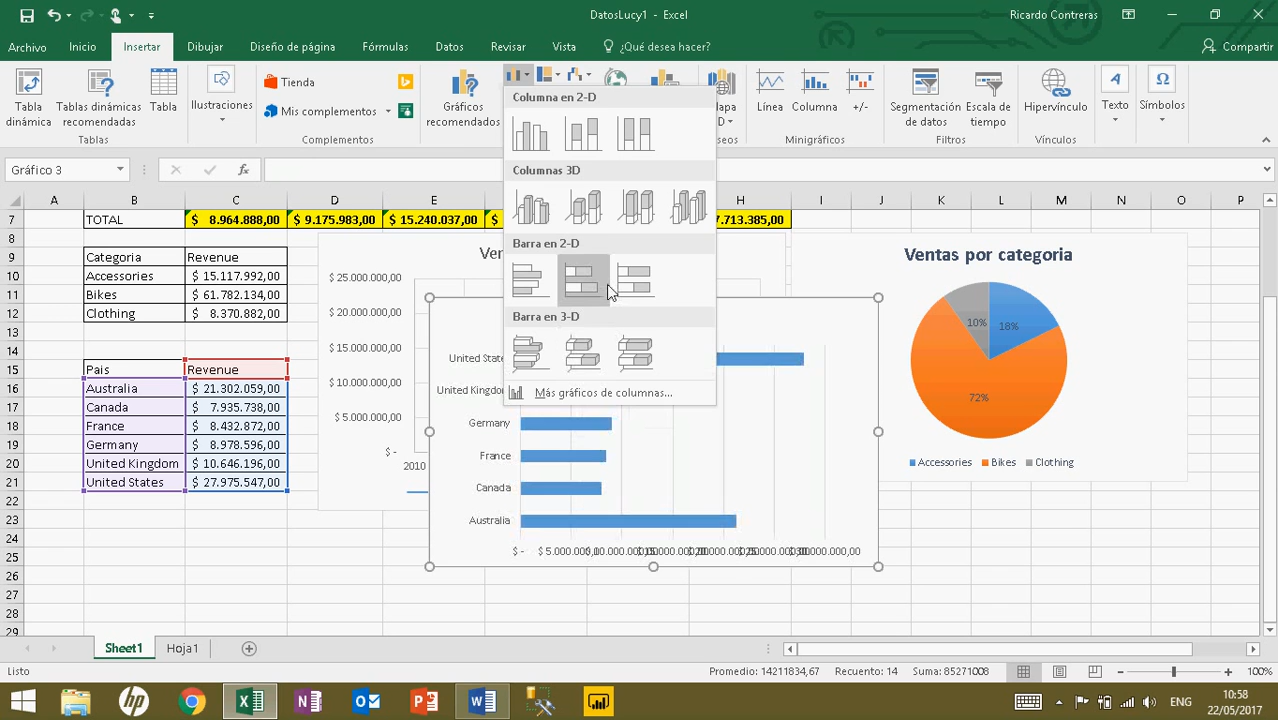 DatosLucy1 - Excel
Ricardo Contreras
Archivo Inicio Insertar Dibujar Diseño de página Fórmulas Datos Revisar Vista ¿Qué desea hacer? Compartir
Tabla dinámica
Tablas dinámicas recomendadas
Tabla
Tablas
Ilustraciones
Tienda
Mis complementos
Complementos
Gráficos recomendados
Línea
Columna
+/-
Minigráficos
Segmentación de datos
Escala de tiempo
Filtros
Hipervínculo
Vínculos
Texto
Símbolos
Columna en 2-D
Columnas 3D
Barra en 2-D
Barra en 3-D
Más gráficos de columnas...
Gráfico 3
fx
A B C D E H I J K L M N O P
7 TOTAL $ 8.964.888,00 $ 9.175.983,00 $ 15.240.037,00 $ 7.713.385,00
8
9 Categoria Revenue
10 Accessories $ 15.117.992,00
11 Bikes $ 61.782.134,00
12 Clothing $ 8.370.882,00
13
14
15 Pais Revenue
16 Australia $ 21.302.059,00
17 Canada $ 7.935.738,00
18 France $ 8.432.872,00
19 Germany $ 8.978.596,00
20 United Kingdom $ 10.646.196,00
21 United States $ 27.975.547,00
22
23
24
25
26
27
28
29
$ 25.000.000,00
$ 20.000.000,00
$ 15.000.000,00
$ 10.000.000,00
$ 5.000.000,00
$ -
2010
Germany
France
Canada
Australia
$ -
Ventas por categoria
18%
10%
72%
Accessories Bikes Clothing
Sheet1 Hoja1
Listo
Promedio: 14211834,67 Recuento: 14 Suma: 85271008
100%
ENG
10:58
22/05/2017